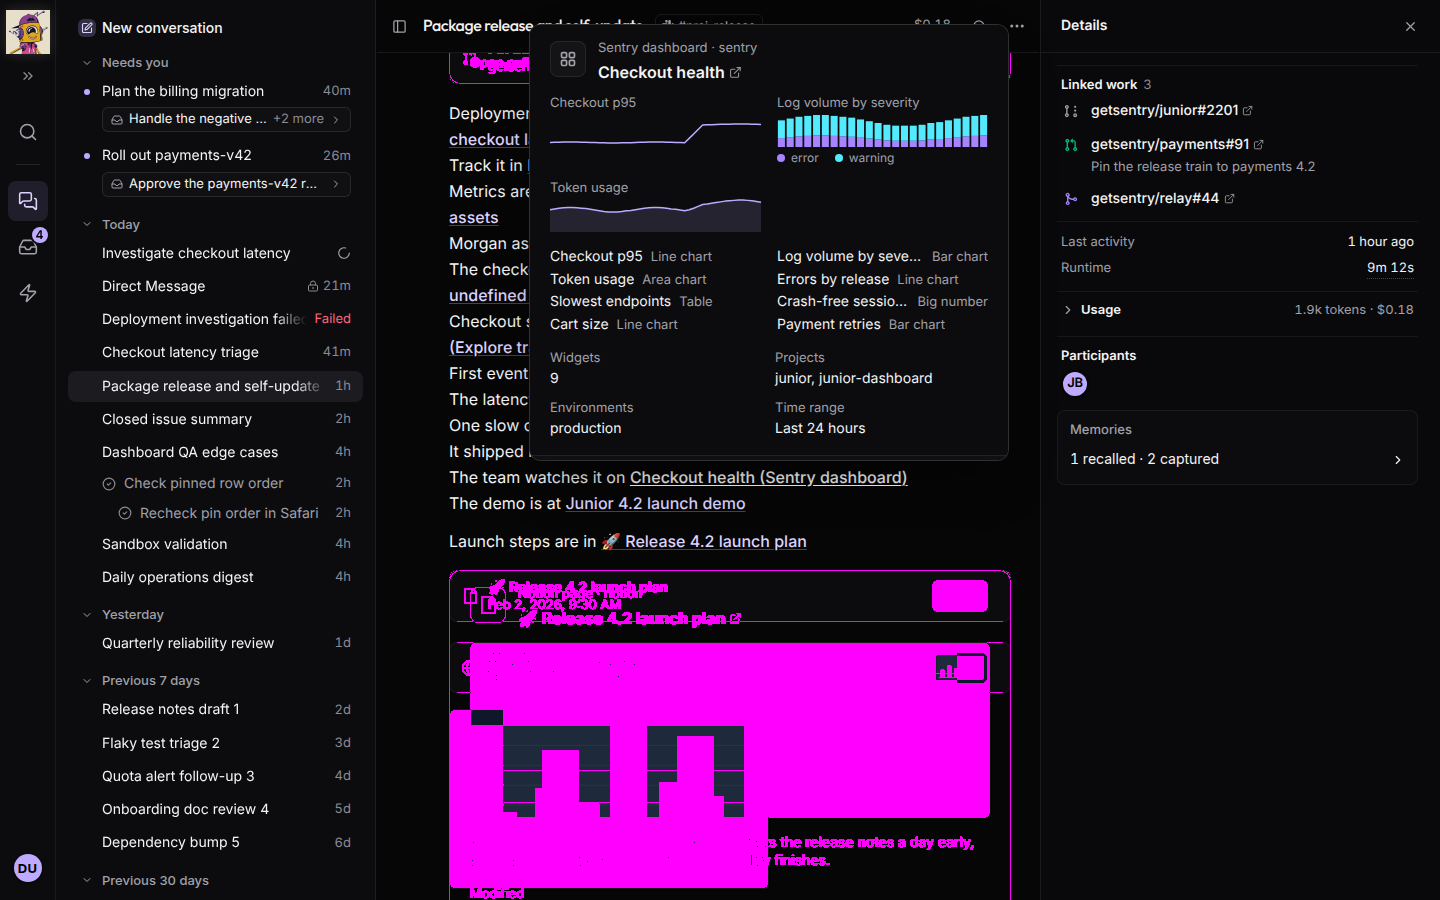 New conversation
Needs you
Plan the billing migration 40m
Handle the negative ... +2 more
Roll out payments-v42 26m
Approve the payments-v42 r...
Today
Investigate checkout latency
4
Direct Message 21m
Deployment investigation failed Failed
Checkout latency triage 41m
Package release and self-update 1h
Closed issue summary 2h
Dashboard QA edge cases 4h
Check pinned row order 2h
Recheck pin order in Safari 2h
Sandbox validation 4h
Daily operations digest 4h
Yesterday
Quarterly reliability review 1d
Previous 7 days
Release notes draft 1 2d
Flaky test triage 2 3d
Quota alert follow-up 3 4d
Onboarding doc review 4 5d
Dependency bump 5 6d
DU
Previous 30 days
Package release and self-update
$0.18
Sentry dashboard · sentry
Checkout health
Checkout p95
Log volume by severity
error warning
Token usage
Checkout p95 Line chart
Log volume by seve... Bar chart
Token usage Area chart
Errors by release Line chart
Slowest endpoints Table
Crash-free sessio... Big number
Cart size Line chart
Payment retries Bar chart
Widgets
9
Projects
junior, junior-dashboard
Environments
production
Time range
Last 24 hours
Track it in
Metrics are
assets
Morgan as
The check
undefined
Checkout s
(Explore
First event
The latenc
One slow
It shipped
The team watches it on Checkout health (Sentry dashboard)
The demo is at Junior 4.2 launch demo
Launch steps are in 🚀 Release 4.2 launch plan
Release 4.2 launch plan
Feb 2, 2026, 9:30 AM
Release 4.2 launch plan
s the release notes a day early,
finishes.
Modified
Details
Linked work 3
getsentry/junior#2201
getsentry/payments#91
Pin the release train to payments 4.2
getsentry/relay#44
Last activity 1 hour ago
Runtime 9m 12s
Usage 1.9k tokens · $0.18
Participants
JB
Memories
1 recalled · 2 captured